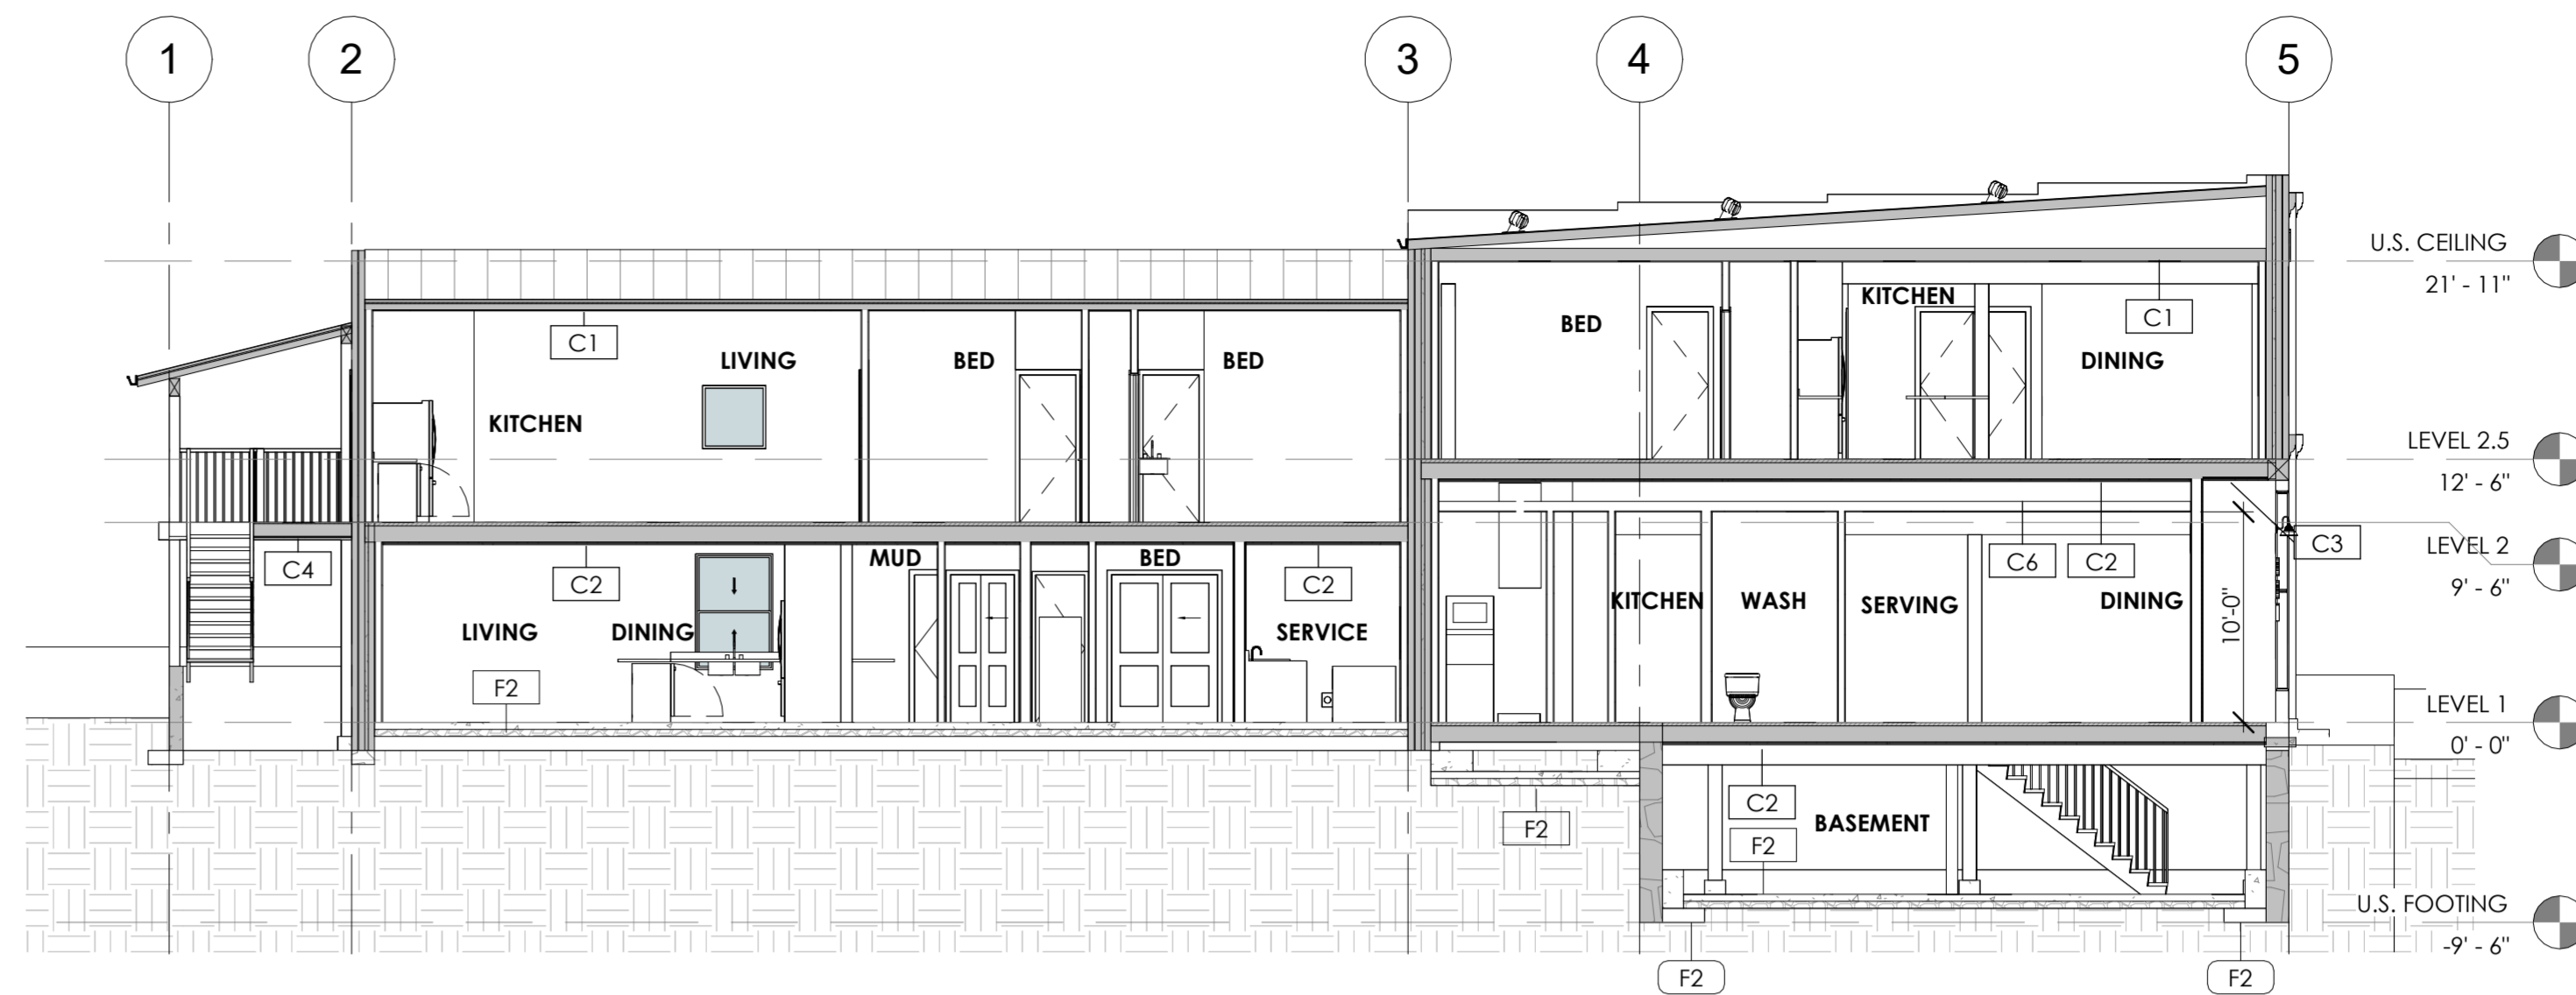 1
2
3
4
5
U.S. CEILING
21' - 11"
KITCHEN
C1
BED
C1
LIVING
BED
BED
DINING
KITCHEN
LEVEL 2.5
12' - 6"
C4
C2
MUD
BED
C2
C6
C2
C3
LEVEL 2
9' - 6"
KITCHEN
WASH
SERVING
DINING
10'-0"
LIVING
DINING
SERVICE
F2
LEVEL 1
0' - 0"
C2
F2
BASEMENT
F2
U.S. FOOTING
-9' - 6"
F2
F2